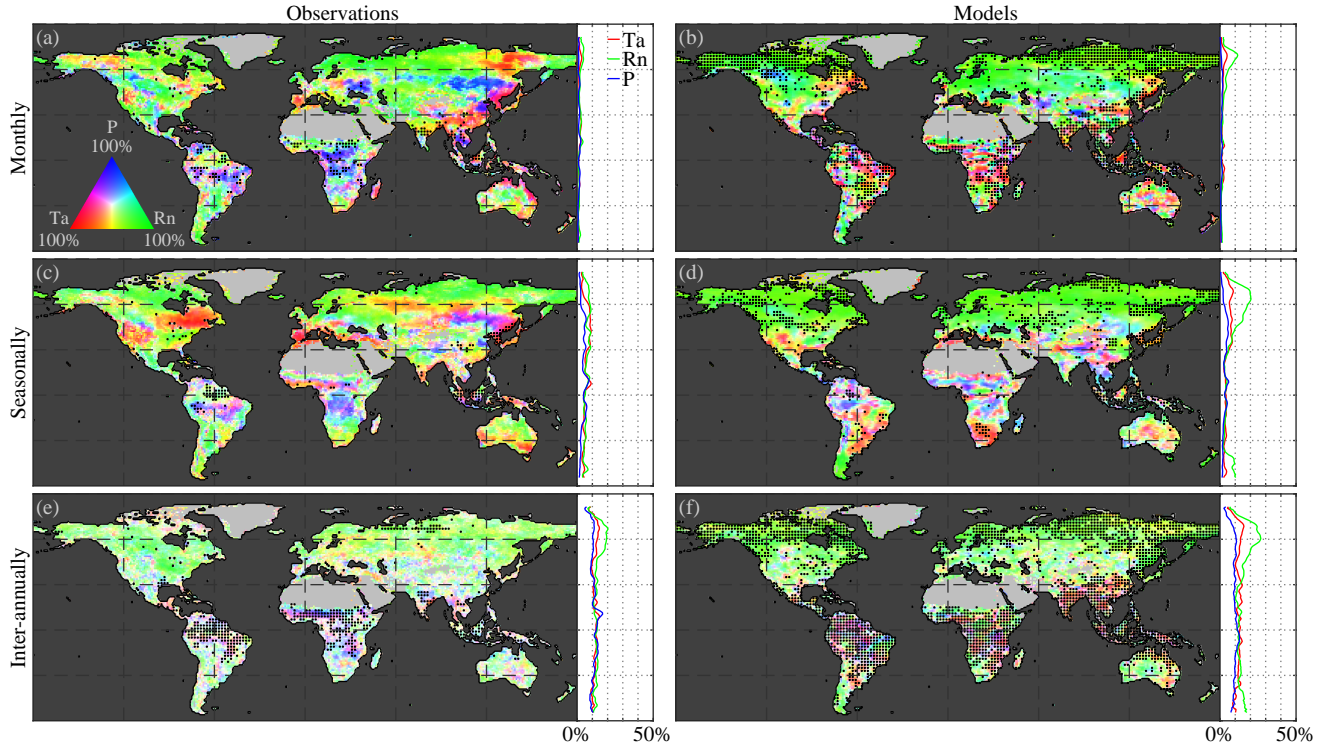 Observations
Models
Monthly
(a)
P
100%
Ta
Rn
100%
100%
(b)
Ta
Rn
P
Seasonally
(c)
(d)
Inter-annually
(e)
(f)
0%
50%
0%
50%